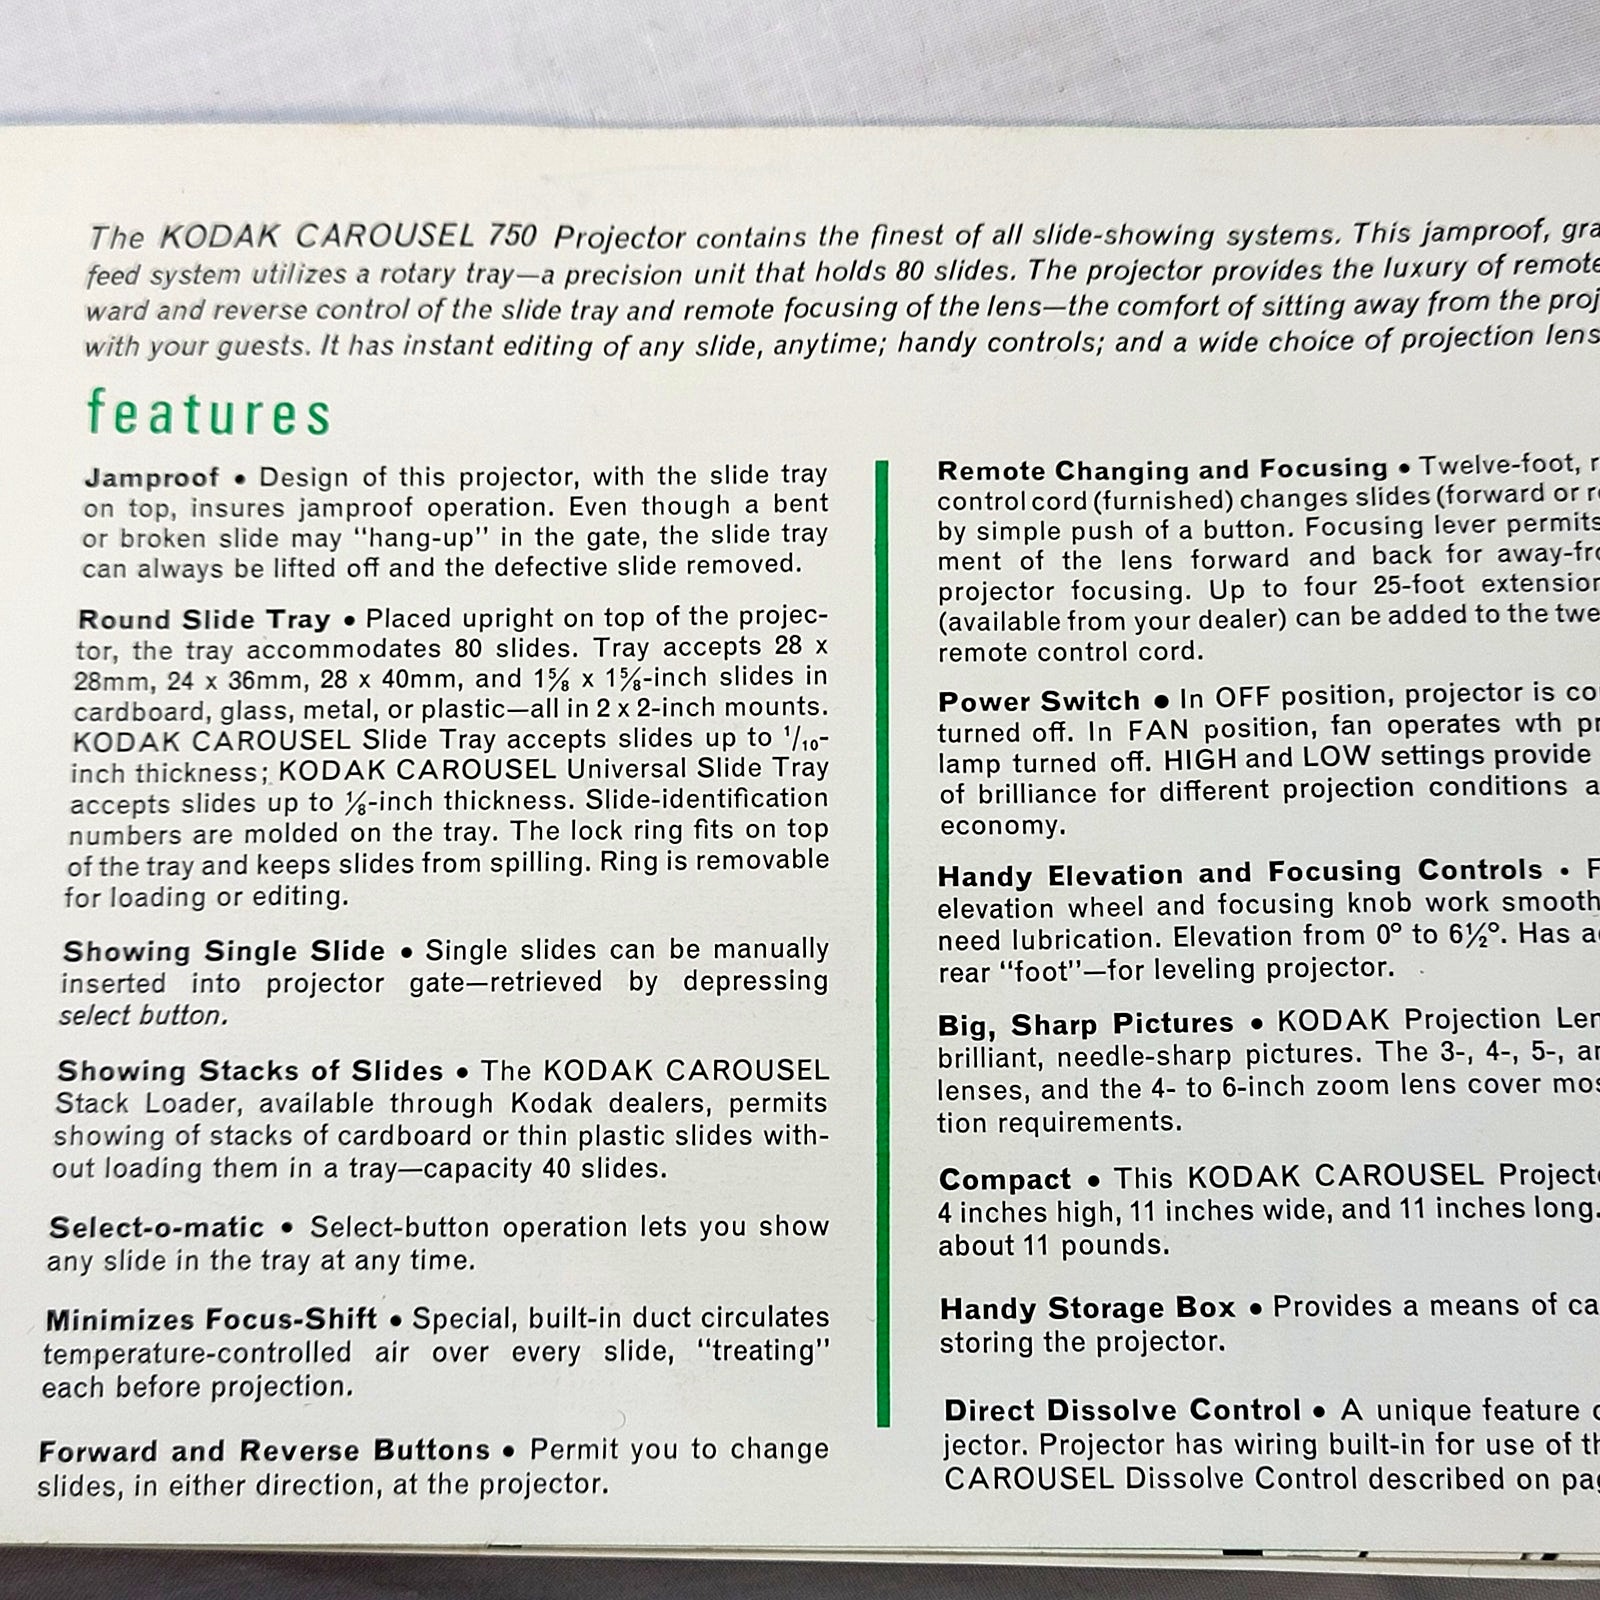 The KODAK CAROUSEL 750 Projector contains the finest of all slide-showing systems. This jamproof,
feed system utilizes a rotary tray—a precision unit that holds 80 slides. The projector provides the luxury of remote
ward and reverse control of the slide tray and remote focusing of the lens—the comfort of sitting away from the
with your guests. It has instant editing of any slide, anytime; handy controls; and a wide choice of projection
features
Jamproof • Design of this projector, with the slide tray
on top, insures jamproof operation. Even though a bent
or broken slide may “hang-up” in the gate, the slide tray
can always be lifted off and the defective slide removed.
Round Slide Tray • Placed upright on top of the projec-
tor, the tray accommodates 80 slides. Tray accepts 28 x
28mm, 24 x 36mm, 28 x 40mm, and 1⅝ x 1⅝-inch slides in
cardboard, glass, metal, or plastic—all in 2 x 2-inch mounts.
KODAK CAROUSEL Slide Tray accepts slides up to 1/10-
inch thickness; KODAK CAROUSEL Universal Slide Tray
accepts slides up to ⅛-inch thickness. Slide-identification
numbers are molded on the tray. The lock ring fits on top
of the tray and keeps slides from spilling. Ring is removable
for loading or editing.
Showing Single Slide • Single slides can be manually
inserted into projector gate—retrieved by depressing
select button.
Showing Stacks of Slides • The KODAK CAROUSEL
Stack Loader, available through Kodak dealers, permits
showing of stacks of cardboard or thin plastic slides with-
out loading them in a tray—capacity 40 slides.
Select-o-matic • Select-button operation lets you show
any slide in the tray at any time.
Minimizes Focus-Shift • Special, built-in duct circulates
temperature-controlled air over every slide, “treating”
each before projection.
Forward and Reverse Buttons • Permit you to change
slides, in either direction, at the projector.
Remote Changing and Focusing • Twelve-foot,
control cord (furnished) changes slides (forward or
by simple push of a button. Focusing lever permits
ment of the lens forward and back for
projector focusing. Up to four 25-foot
(available from your dealer) can be added to the
remote control cord.
Power Switch • In OFF position, projector is
turned off. In FAN position, fan operates wth
lamp turned off. HIGH and LOW settings provide
of brilliance for different projection conditions
economy.
Handy Elevation and Focusing Controls •
elevation wheel and focusing knob work
need lubrication. Elevation from 0° to 6½°. Has
rear “foot”—for leveling projector.
Big, Sharp Pictures • KODAK Projection
brilliant, needle-sharp pictures. The 3-, 4-, 5-,
lenses, and the 4- to 6-inch zoom lens cover
tion requirements.
Compact • This KODAK CAROUSEL
4 inches high, 11 inches wide, and 11 inches long.
about 11 pounds.
Handy Storage Box • Provides a means of
storing the projector.
Direct Dissolve Control • A unique feature
jector. Projector has wiring built-in for use of
CAROUSEL Dissolve Control described on